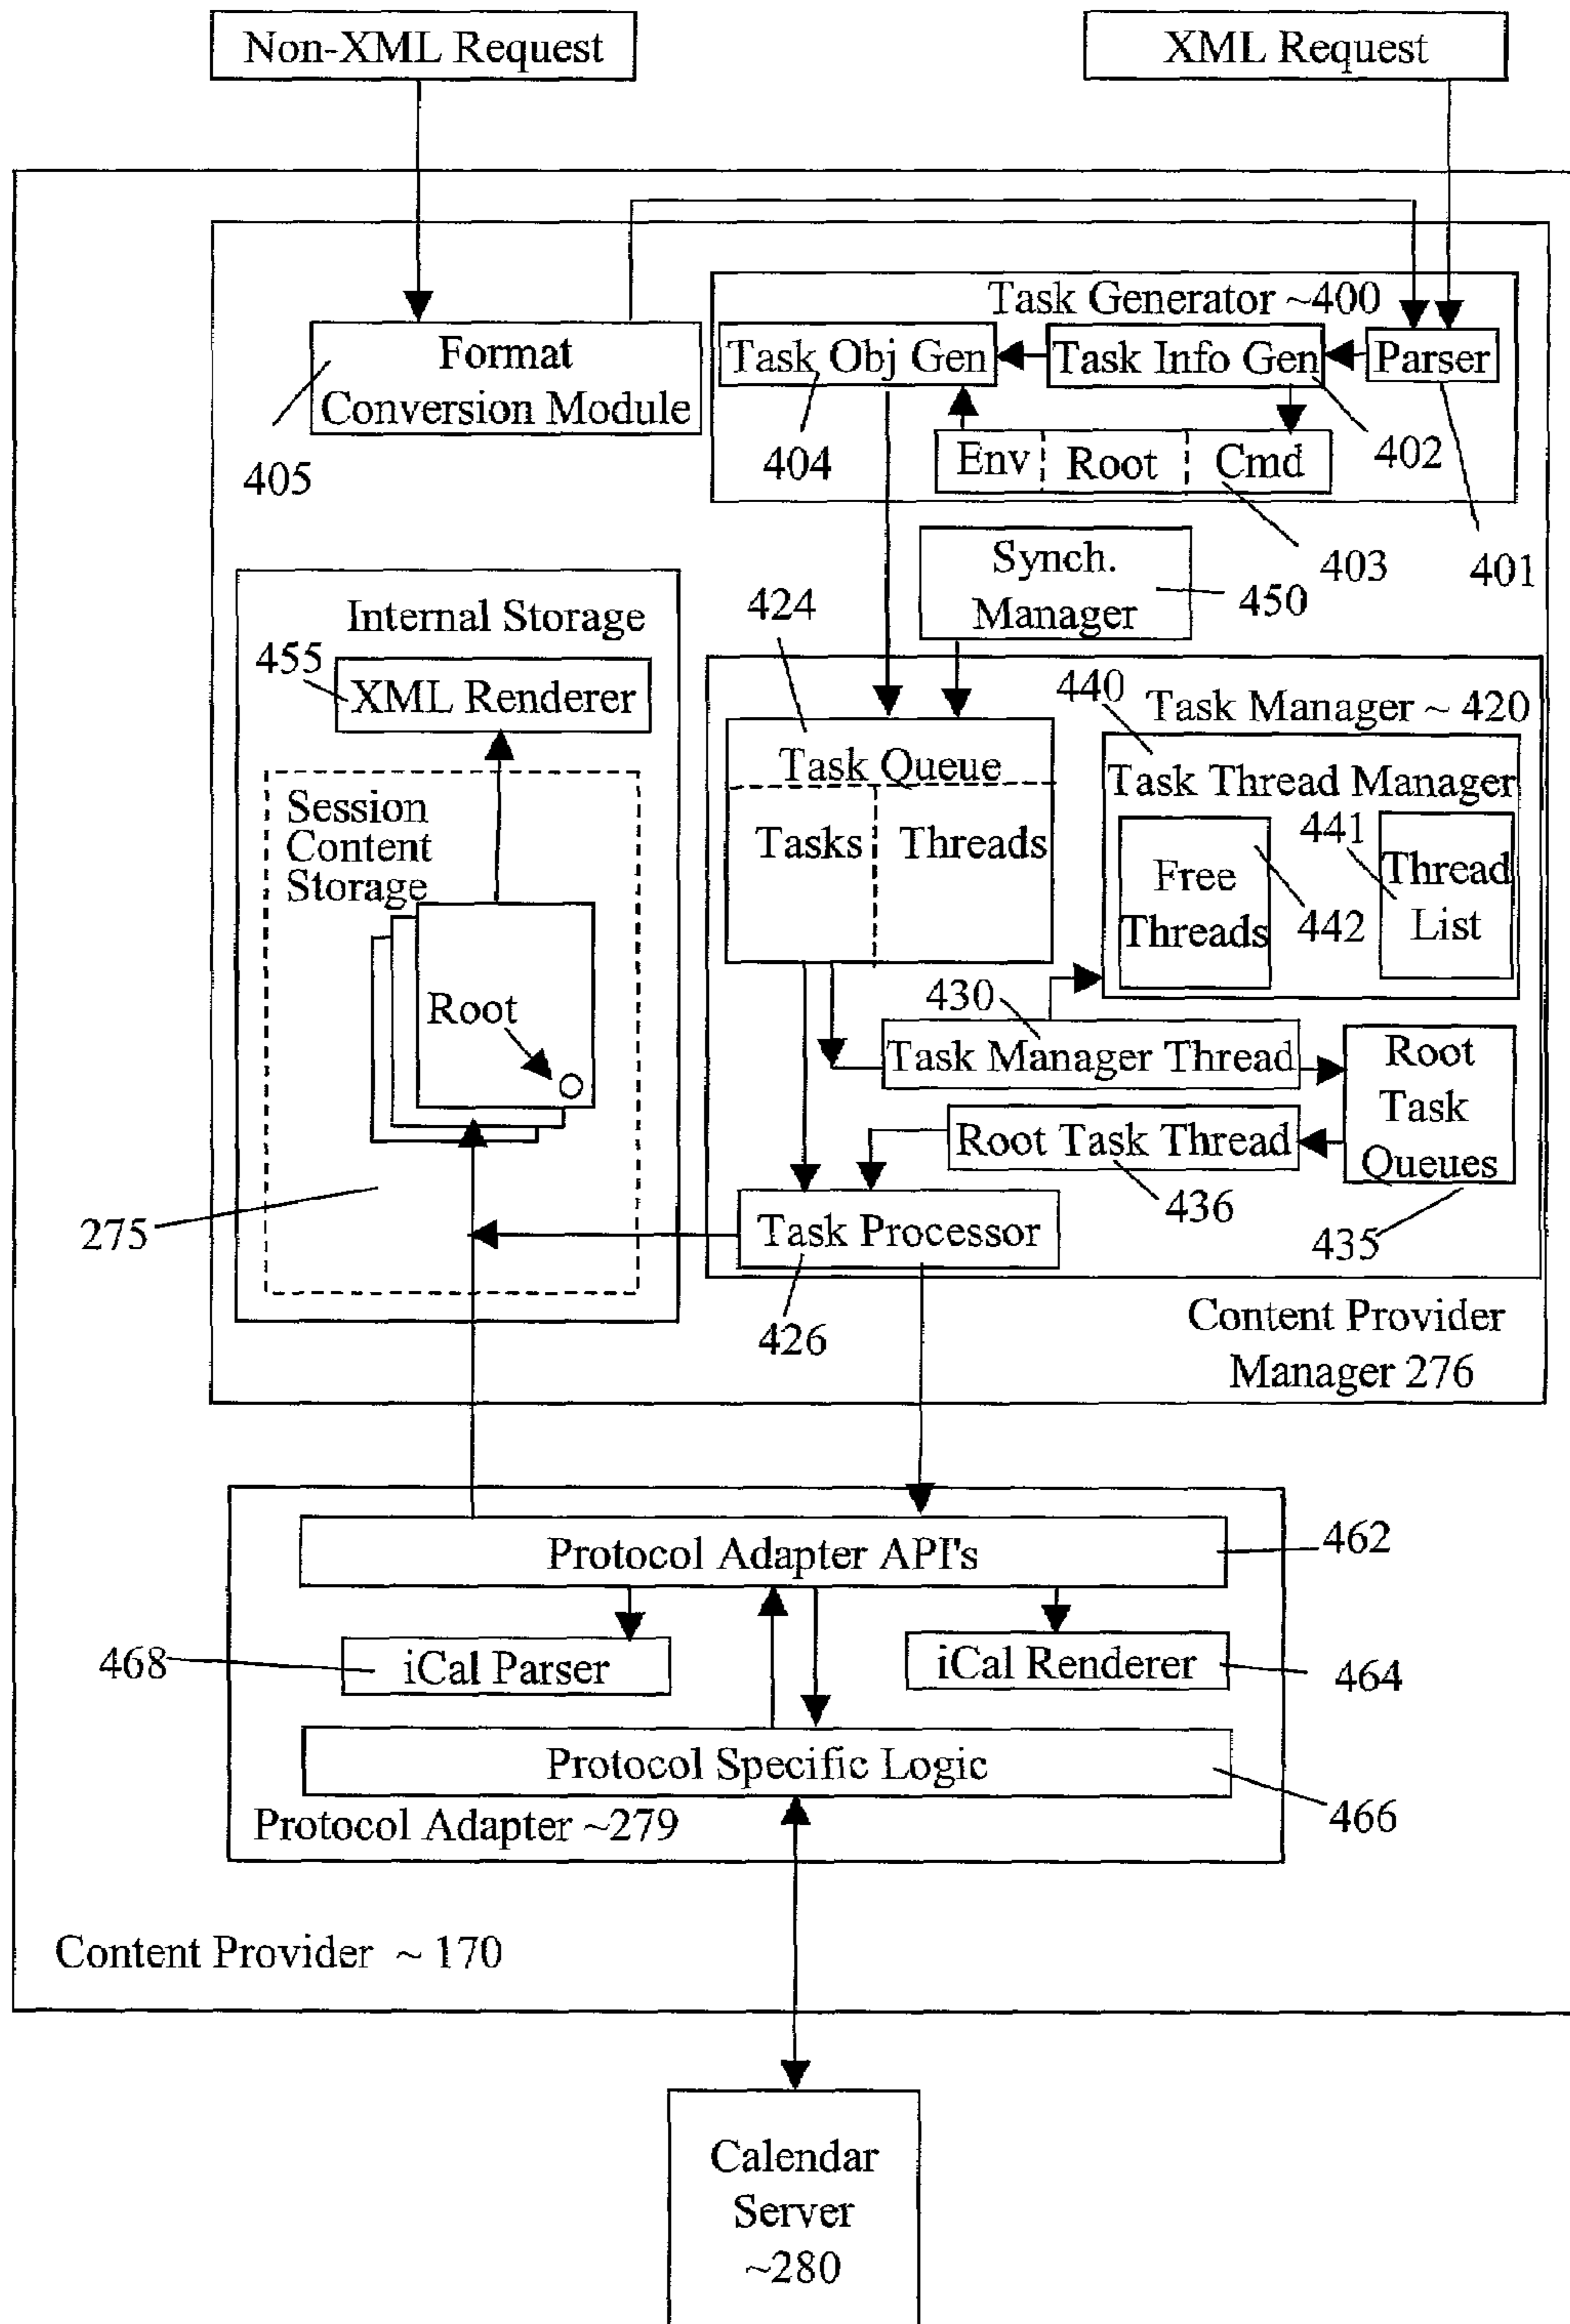 Non-XML Request
XML Request
Format
Conversion Module
405
Task Generator ~400
Task Obj Gen
Task Info Gen
Parser
404
Env
Root
Cmd
402
403
401
Synch.
Manager
450
Internal Storage
455
XML Renderer
Session
Content
Storage
Root
275
424
440
Task Manager ~ 420
Task Queue
Tasks
Threads
Task Thread Manager
441
Free
Threads
442
Thread
List
430
Task Manager Thread
Root
Task
Queues
Root Task Thread
436
435
Task Processor
426
Content Provider
Manager 276
Protocol Adapter API's
462
468
iCal Parser
iCal Renderer
464
Protocol Specific Logic
466
Protocol Adapter ~279
Content Provider ~ 170
Calendar
Server
~280